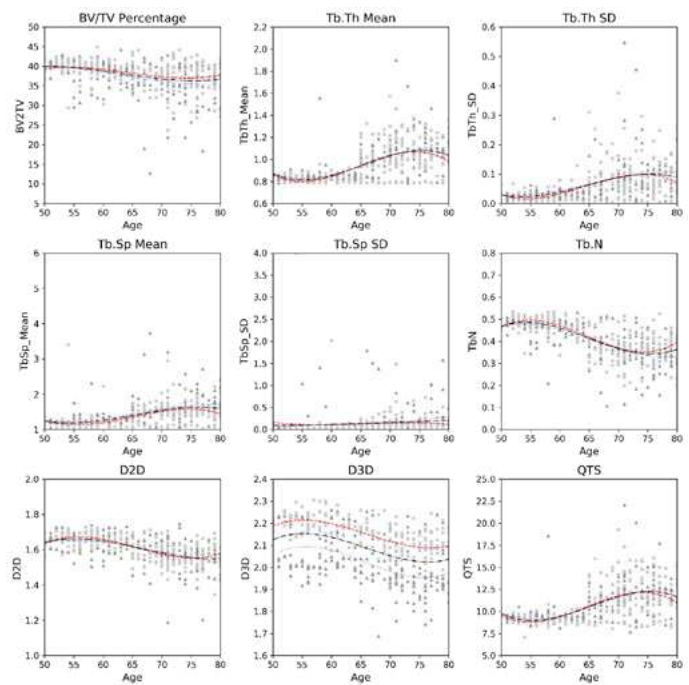 BV/TV Percentage
Tb.Th Mean
Tb.Th SD
BV2TV
45
40
35
30
25
20
15
10
5
50 55 60 65 70 75 80
Age
TbTh_Mean
2.2
2.0
1.8
1.6
1.4
1.2
1.0
0.8
0.6
50 55 60 65 70 75 80
Age
TbTh_SD
0.6
0.5
0.4
0.3
0.2
0.1
0.0
50 55 60 65 70 75 80
Age
Tb.Sp Mean
Tb.Sp SD
Tb.N
TbSp_Mean
6
5
4
3
2
1
50 55 60 65 70 75 80
Age
TbSp_SD
4.0
3.5
3.0
2.5
2.0
1.5
1.0
0.5
0.0
50 55 60 65 70 75 80
Age
TbN
0.8
0.7
0.6
0.5
0.4
0.3
0.2
0.1
0.0
50 55 60 65 70 75 80
Age
D2D
D3D
QTS
D2D
2.0
1.8
1.6
1.4
1.2
1.0
50 55 60 65 70 75 80
Age
D3D
2.4
2.3
2.2
2.1
2.0
1.9
1.8
1.7
1.6
50 55 60 65 70 75 80
Age
QTS
25.0
22.5
20.0
17.5
15.0
12.5
10.0
7.5
5.0
50 55 60 65 70 75 80
Age